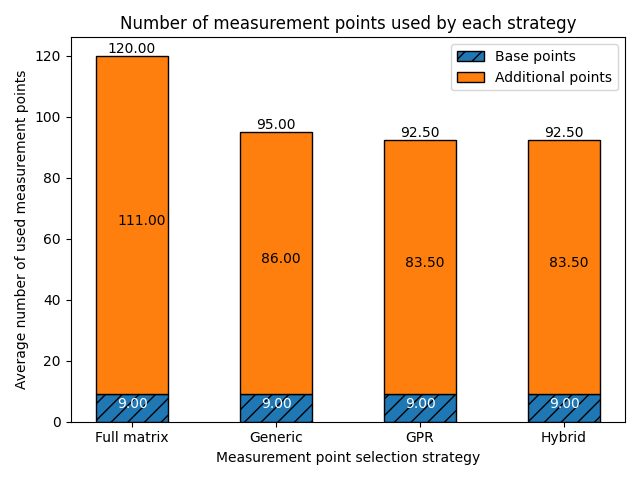 Number of measurement points used by each strategy
Base points
Additional points
Average number of used measurement points
120
100
80
60
40
20
0
120.00
95.00
92.50
92.50
111.00
86.00
83.50
83.50
9.00
9.00
9.00
9.00
Full matrix
Generic
GPR
Hybrid
Measurement point selection strategy